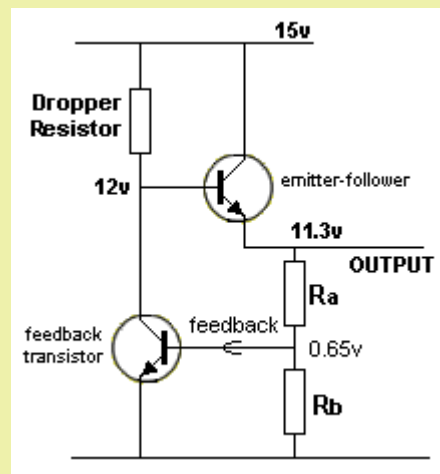 15v
Dropper
Resistor
12v
emitter-follower
11.3v
OUTPUT
Ra
feedback
feedback
transistor
0.65v
Rb